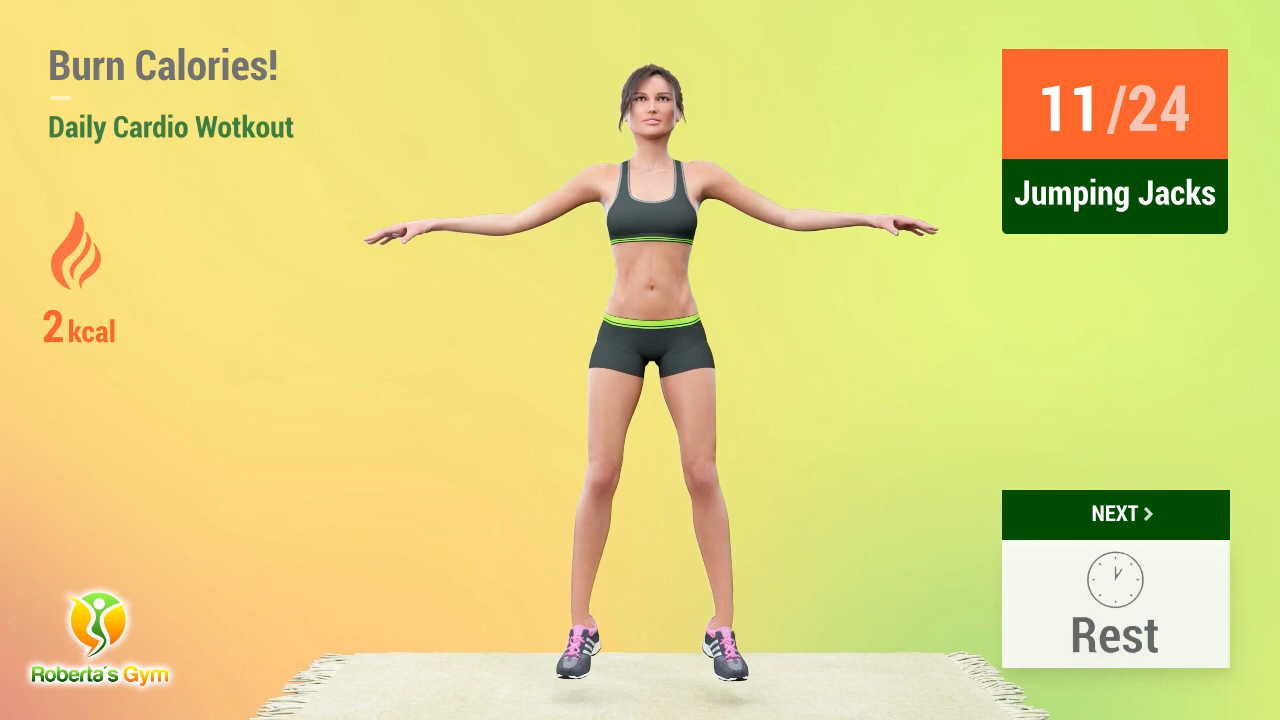 Burn Calories!
Daily Cardio Wotkout
2 kcal
11/24
Jumping Jacks
NEXT >
Rest
Roberta´s Gym